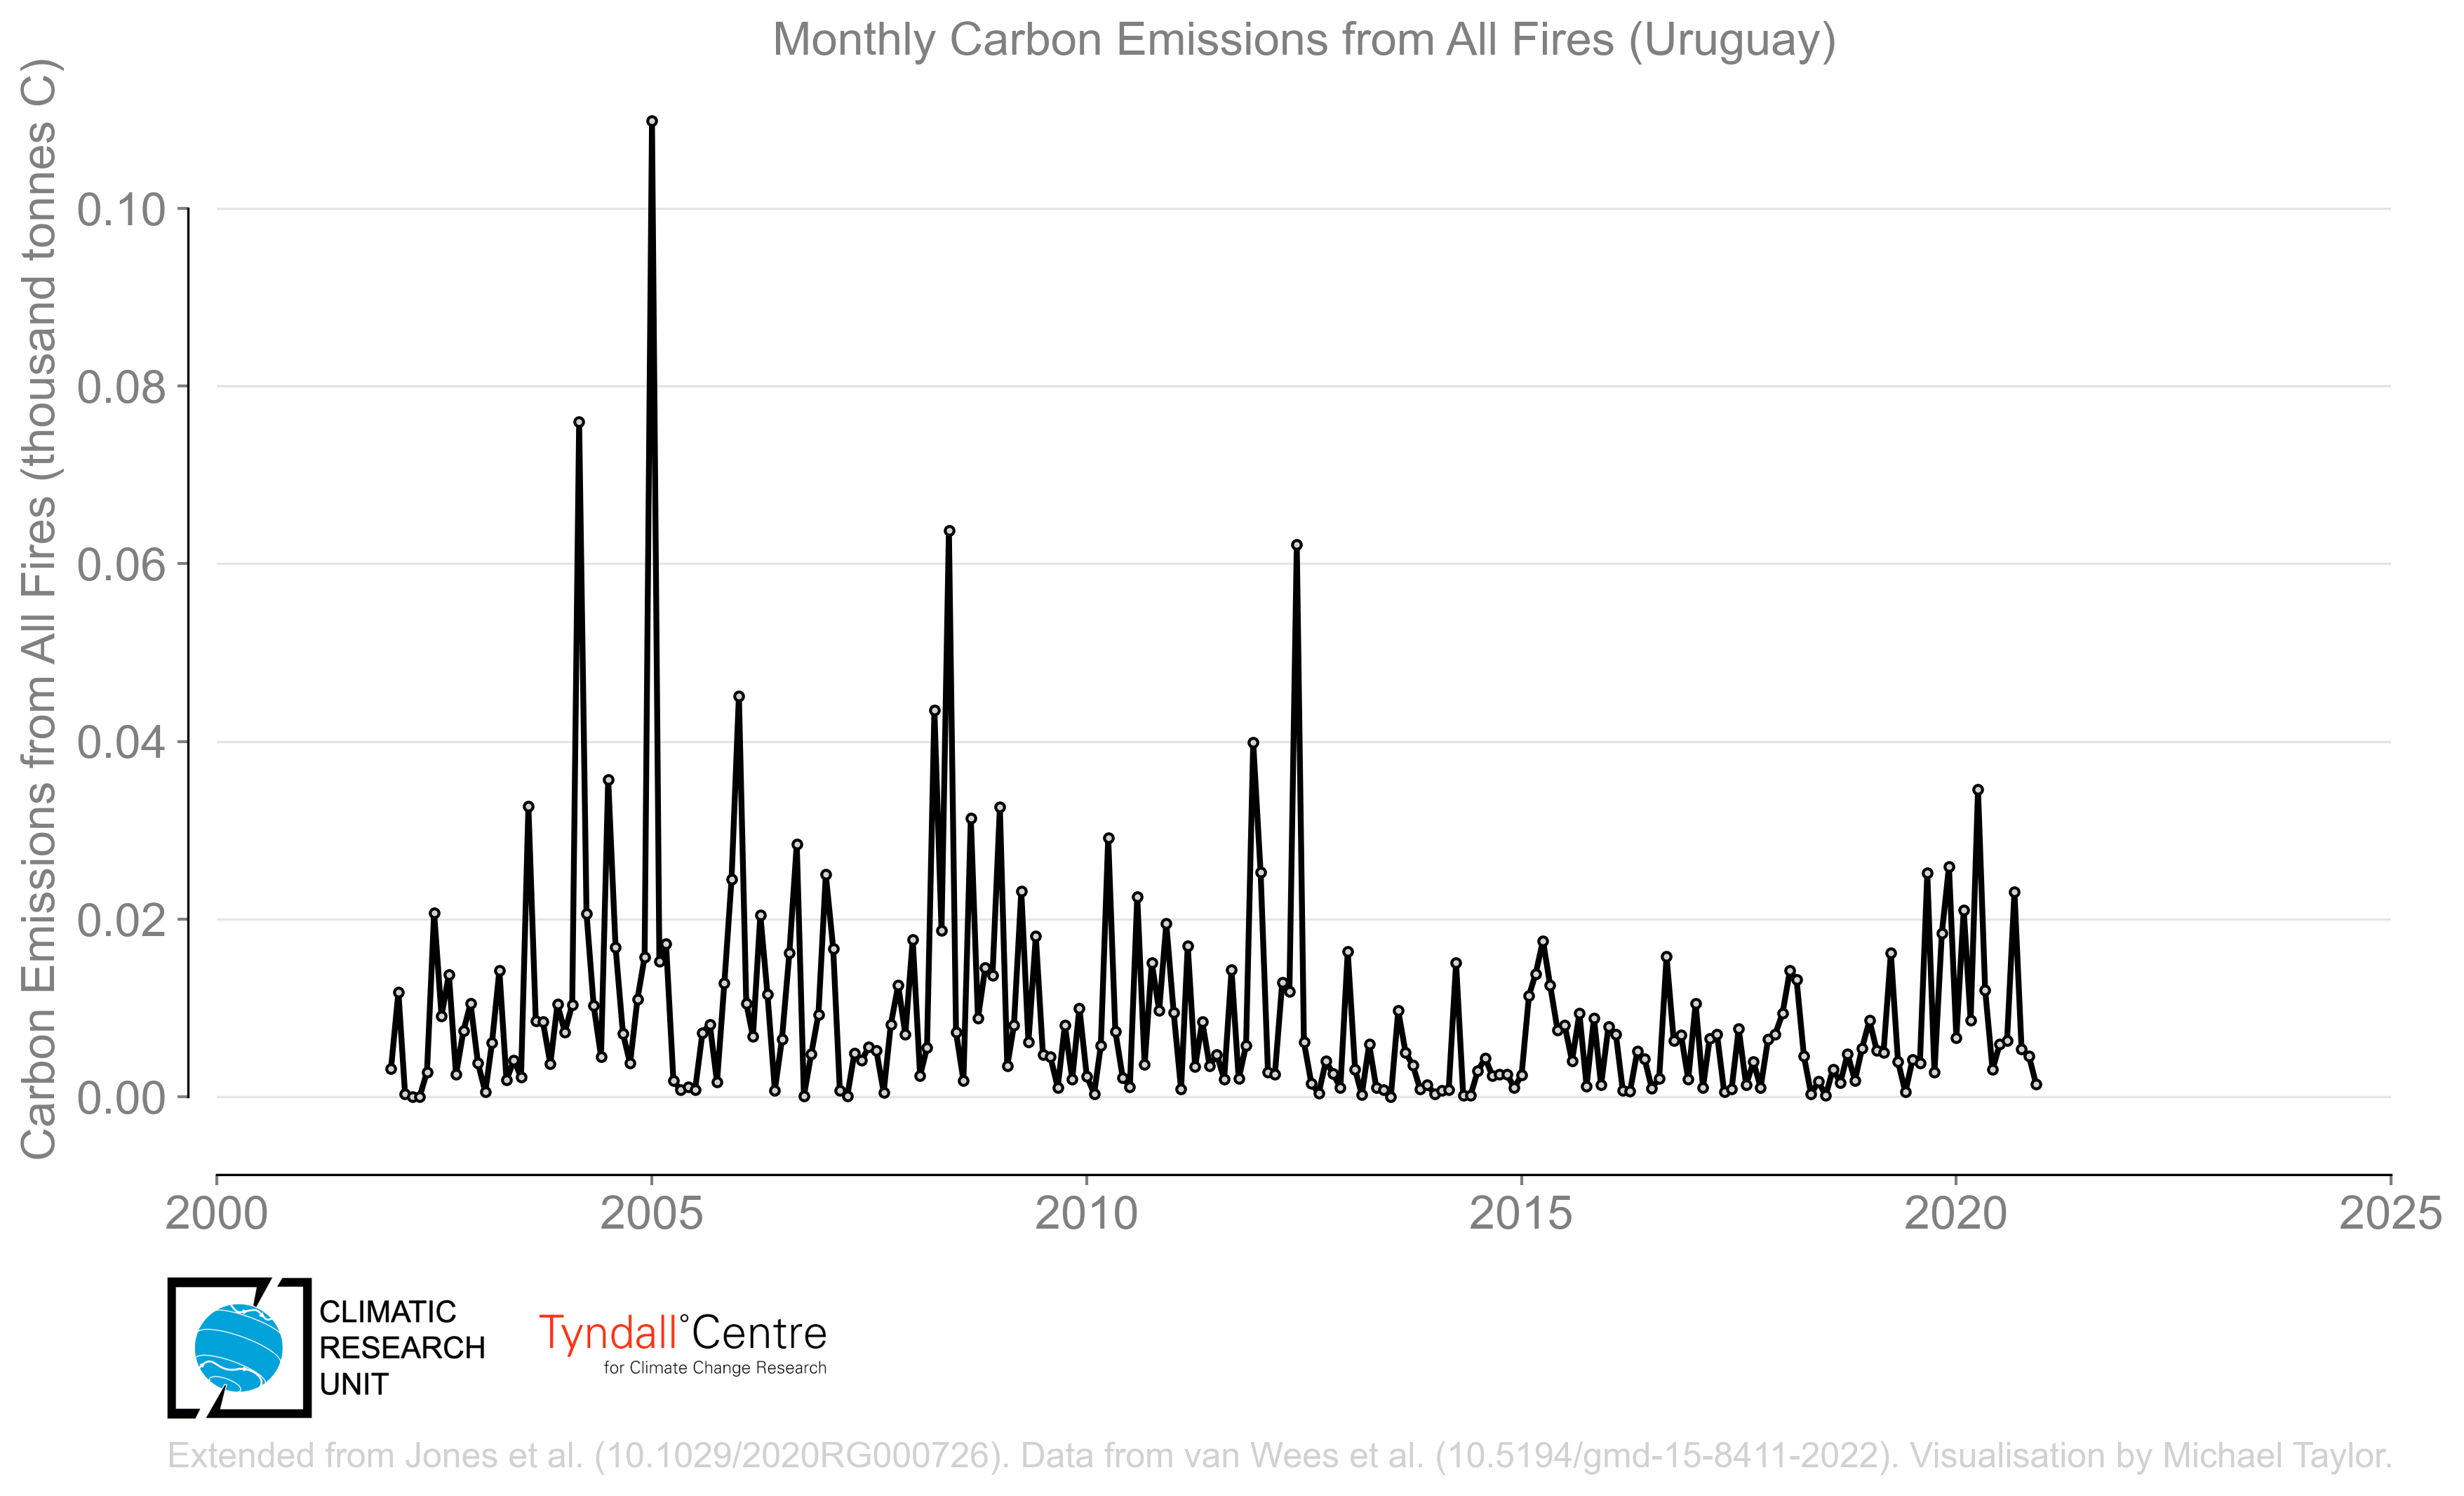 Monthly Carbon Emissions from All Fires (Uruguay)
Carbon Emissions from All Fires (thousand tonnes C)
0.10
0.08
0.06
0.04
0.02
0.00
2000 2005 2010 2015 2020 2025
CLIMATIC
RESEARCH
UNIT
Tyndall°Centre
for Climate Change Research
Extended from Jones et al. (10.1029/2020RG000726). Data from van Wees et al. (10.5194/gmd-15-8411-2022). Visualisation by Michael Taylor.